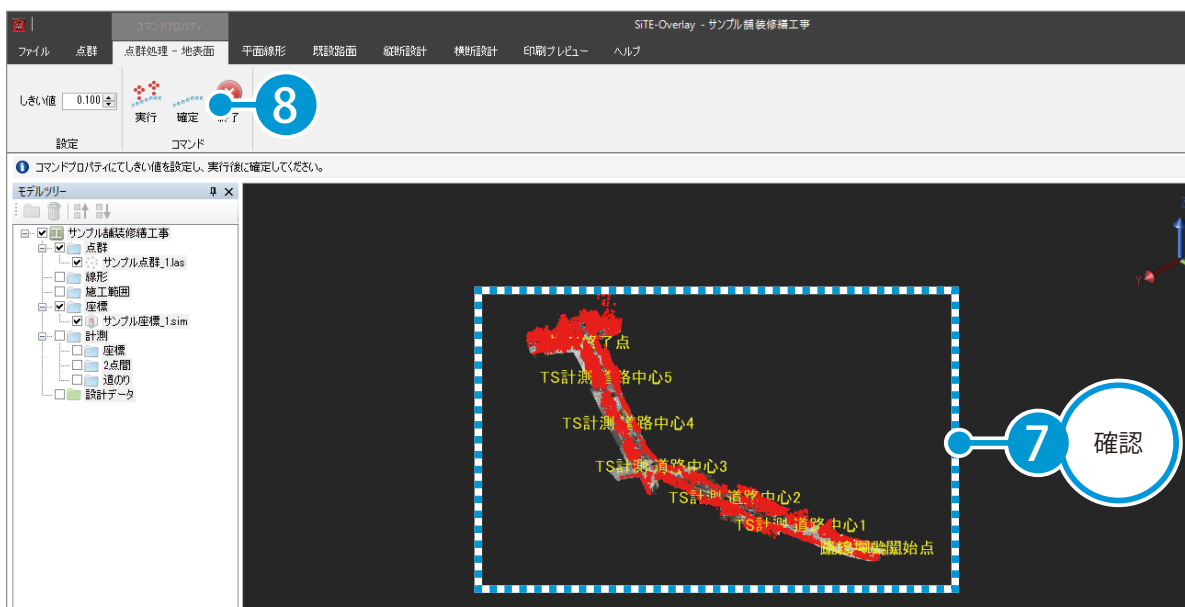 コマンドプロパティ
SiTE-Overlay - サンプル舗装修繕工事
ファイル 点群 点群処理 - 地表面 平面線形 既設路面 縦断設計 横断設計 印刷プレビュー ヘルプ
しきい値 0.100
実行 確定 終了
8
設定 コマンド
コマンドプロパティにてしきい値を設定し、実行後に確定してください。
モデルツリー
サンプル舗装修繕工事
点群
サンプル点群_1.las
線形
施工範囲
座標
サンプル座標_1.sim
計測
座標
2点間
道のり
設計データ
Z
Y
終了点
TS計測 道路中心5
TS計測 道路中心4
TS計測 道路中心3
TS計測 道路中心2
TS計測 道路中心1
開始点
7
確認